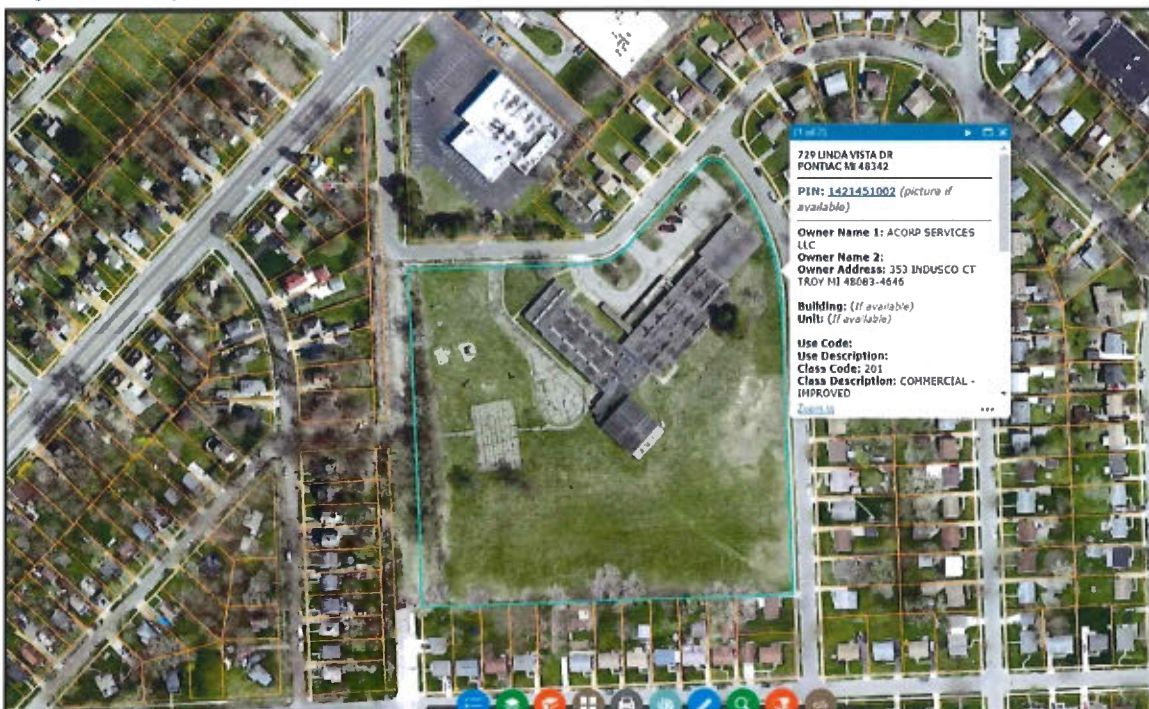 729 LINDA VISTA DR
PONTIAC MI 48342
PIN: 1421451002 (picture if
available)
Owner Name 1: ACORP SERVICES
LLC
Owner Name 2:
Owner Address: 353 INDUSCO CT
TROY MI 48083-4646
Building: (if available)
Unit: (if available)
Use Code:
Use Description:
Class Code: 201
Class Description: COMMERCIAL -
IMPROVED
Zoom to